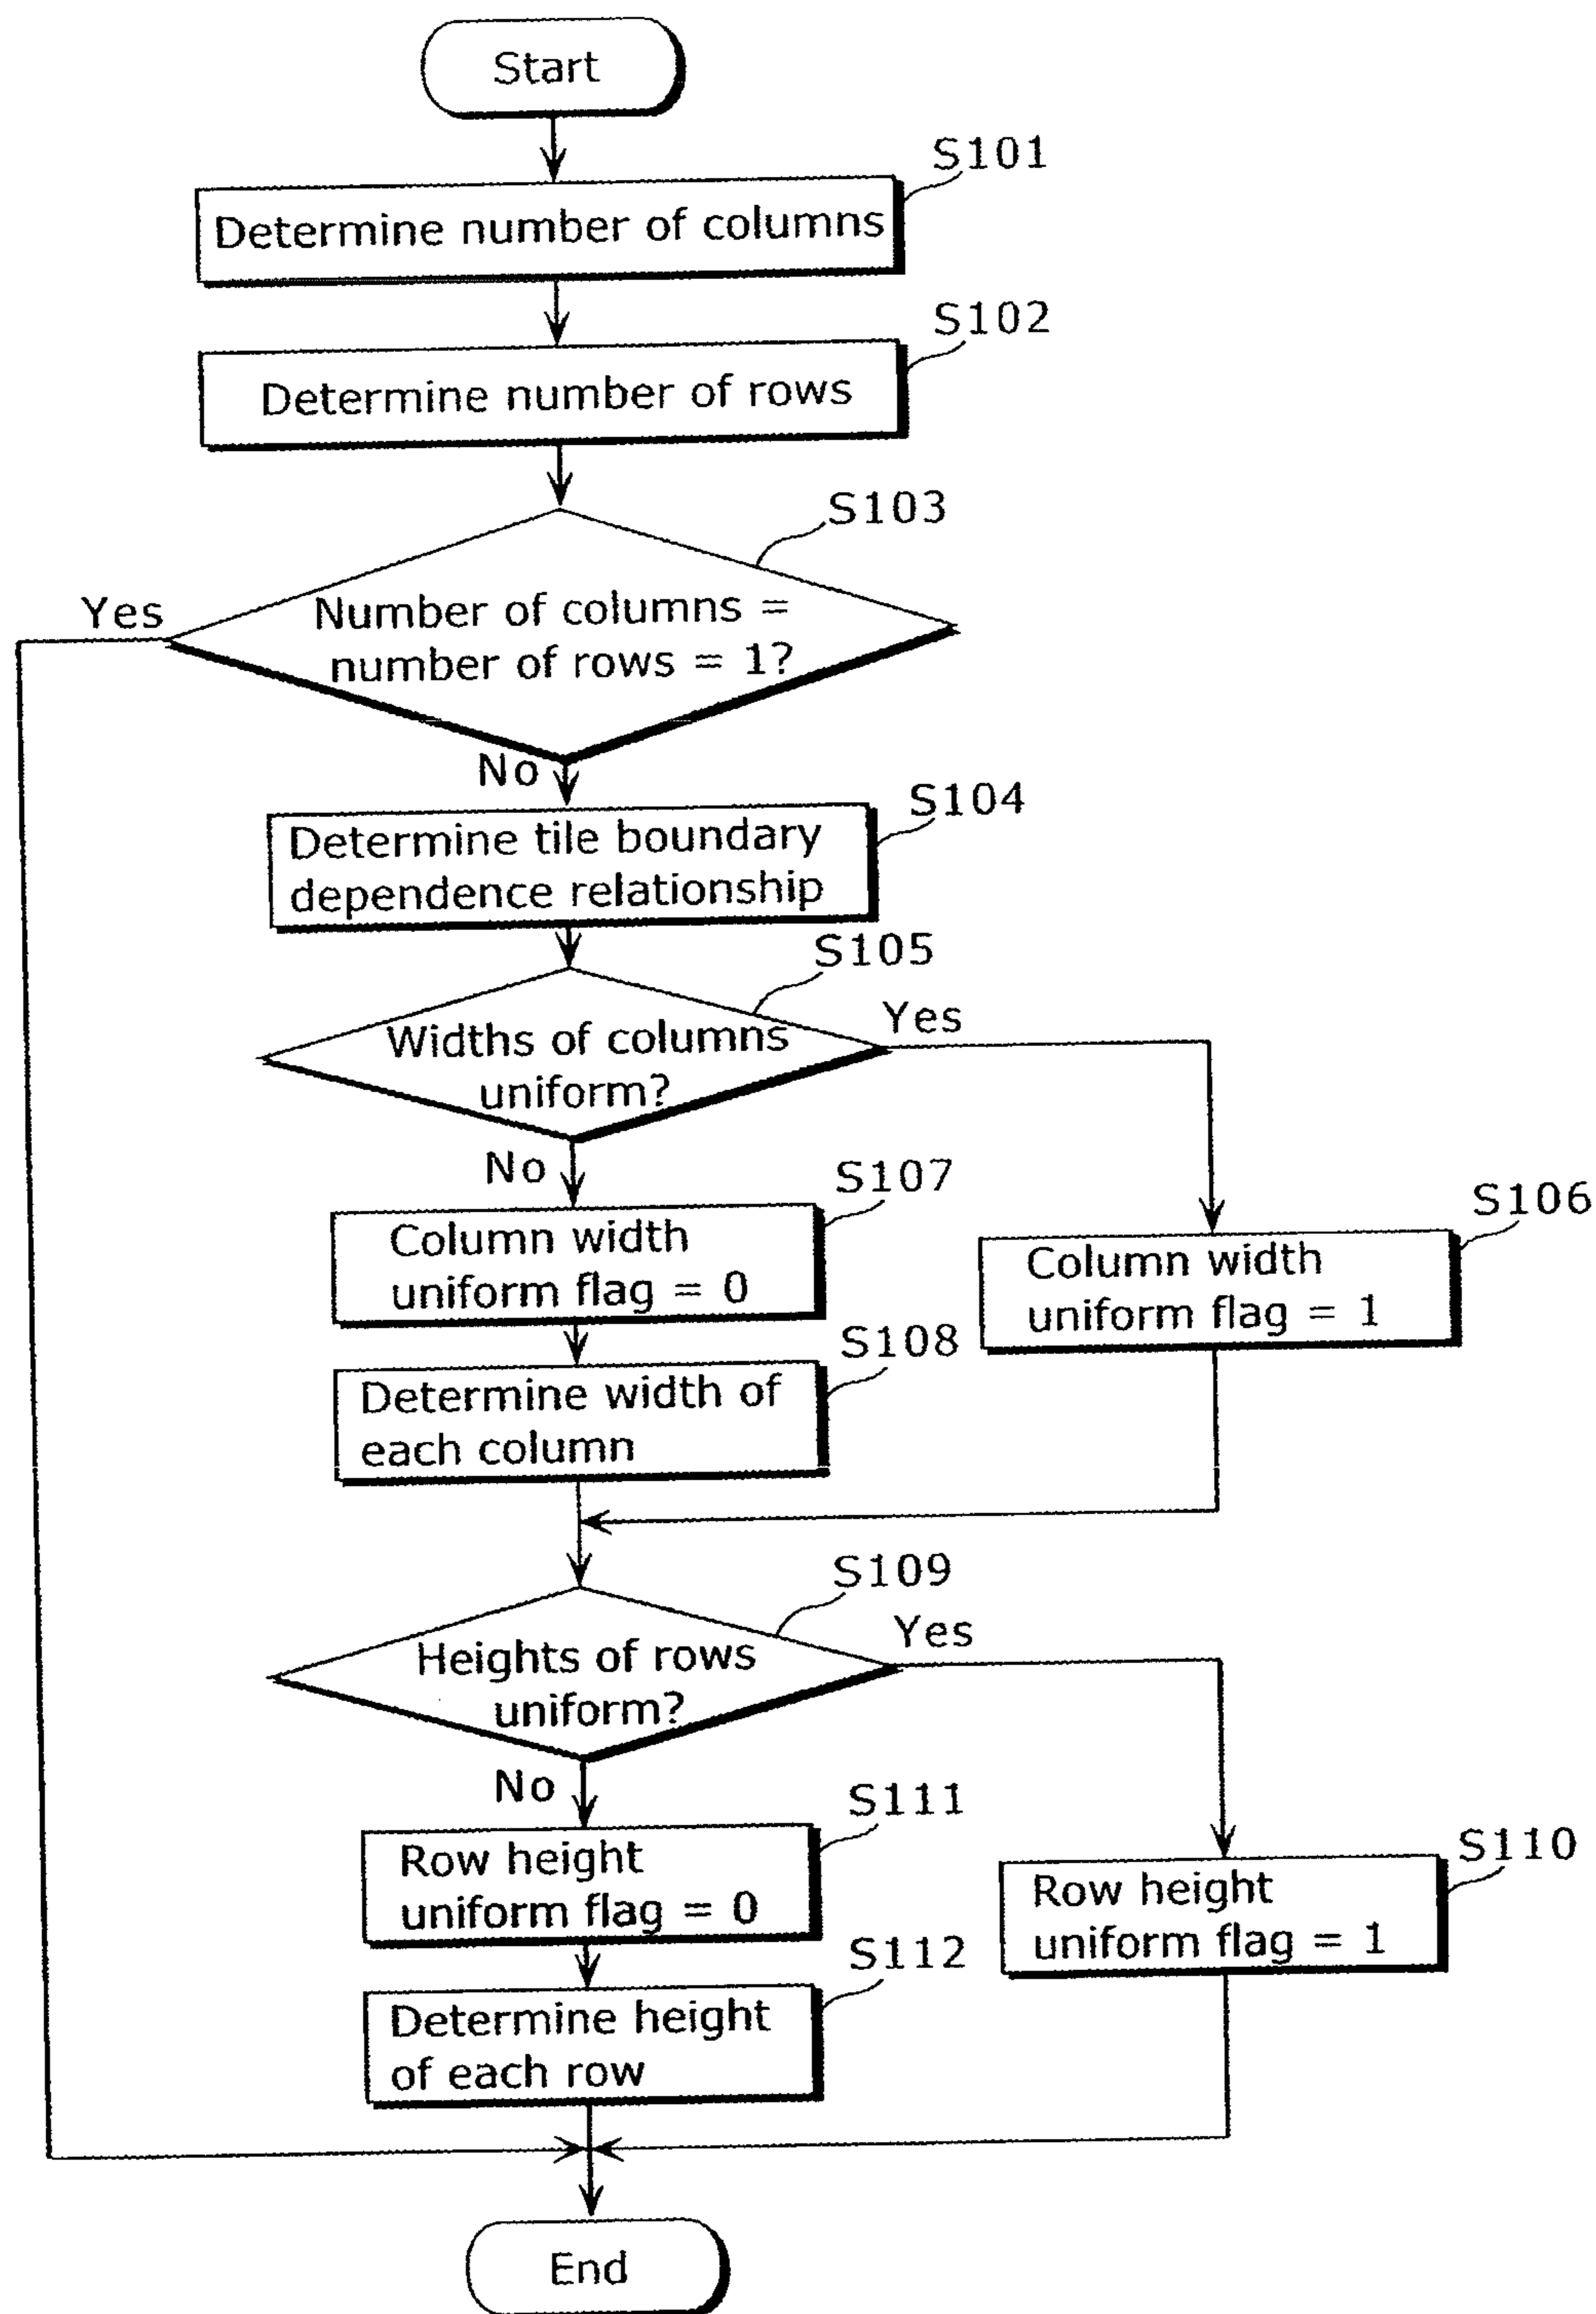 Start
S101
Determine number of columns
S102
Determine number of rows
S103
Yes
Number of columns =
number of rows = 1?
No
S104
Determine tile boundary
dependence relationship
S105
Yes
Widths of columns
uniform?
No
S107
Column width
uniform flag = 0
S106
Column width
uniform flag = 1
S108
Determine width of
each column
S109
Yes
Heights of rows
uniform?
No
S111
Row height
uniform flag = 0
S110
Row height
uniform flag = 1
S112
Determine height
of each row
End